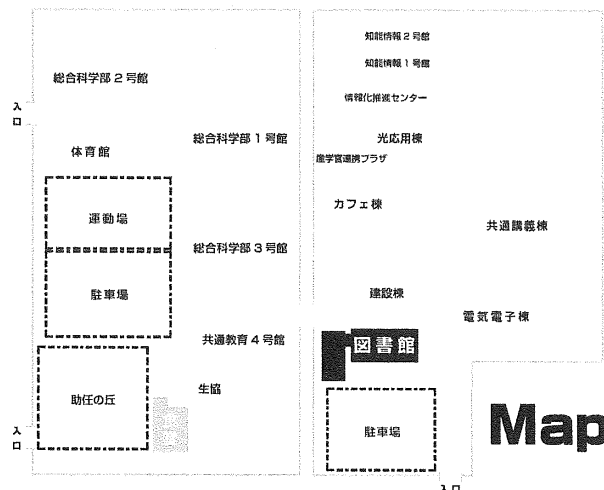 総合科学部2号館
入口
総合科学部1号館
体育館
運動場
総合科学部3号館
駐車場
共通教育4号館
生協
助任の丘
入口
知能情報2号館
知能情報1号館
情報化推進センター
光応用棟
産学官連携プラザ
カフェ棟
共通講義棟
建設棟
電気電子棟
図書館
駐車場
Map
入口